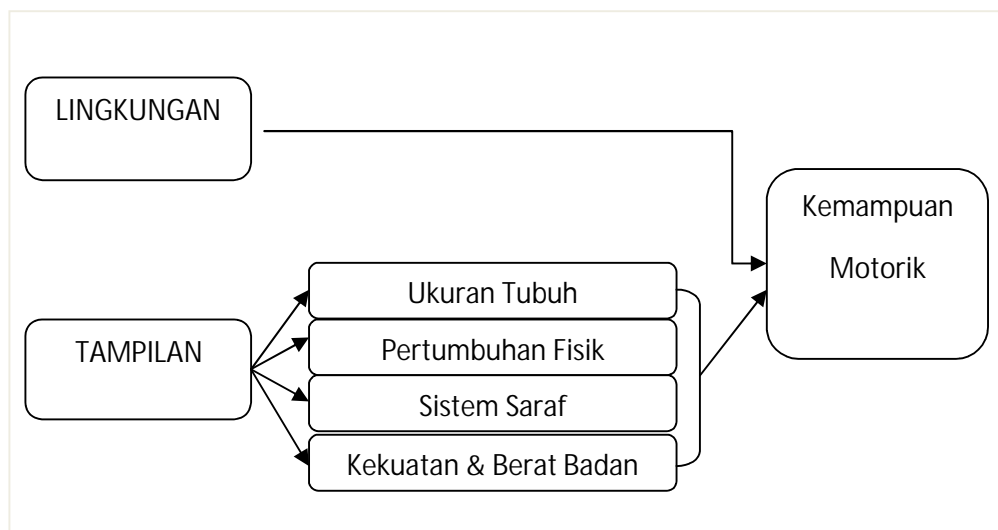 LINGKUNGAN
Kemampuan
Motorik
TAMPILAN
Ukuran Tubuh
Pertumbuhan Fisik
Sistem Saraf
Kekuatan & Berat Badan